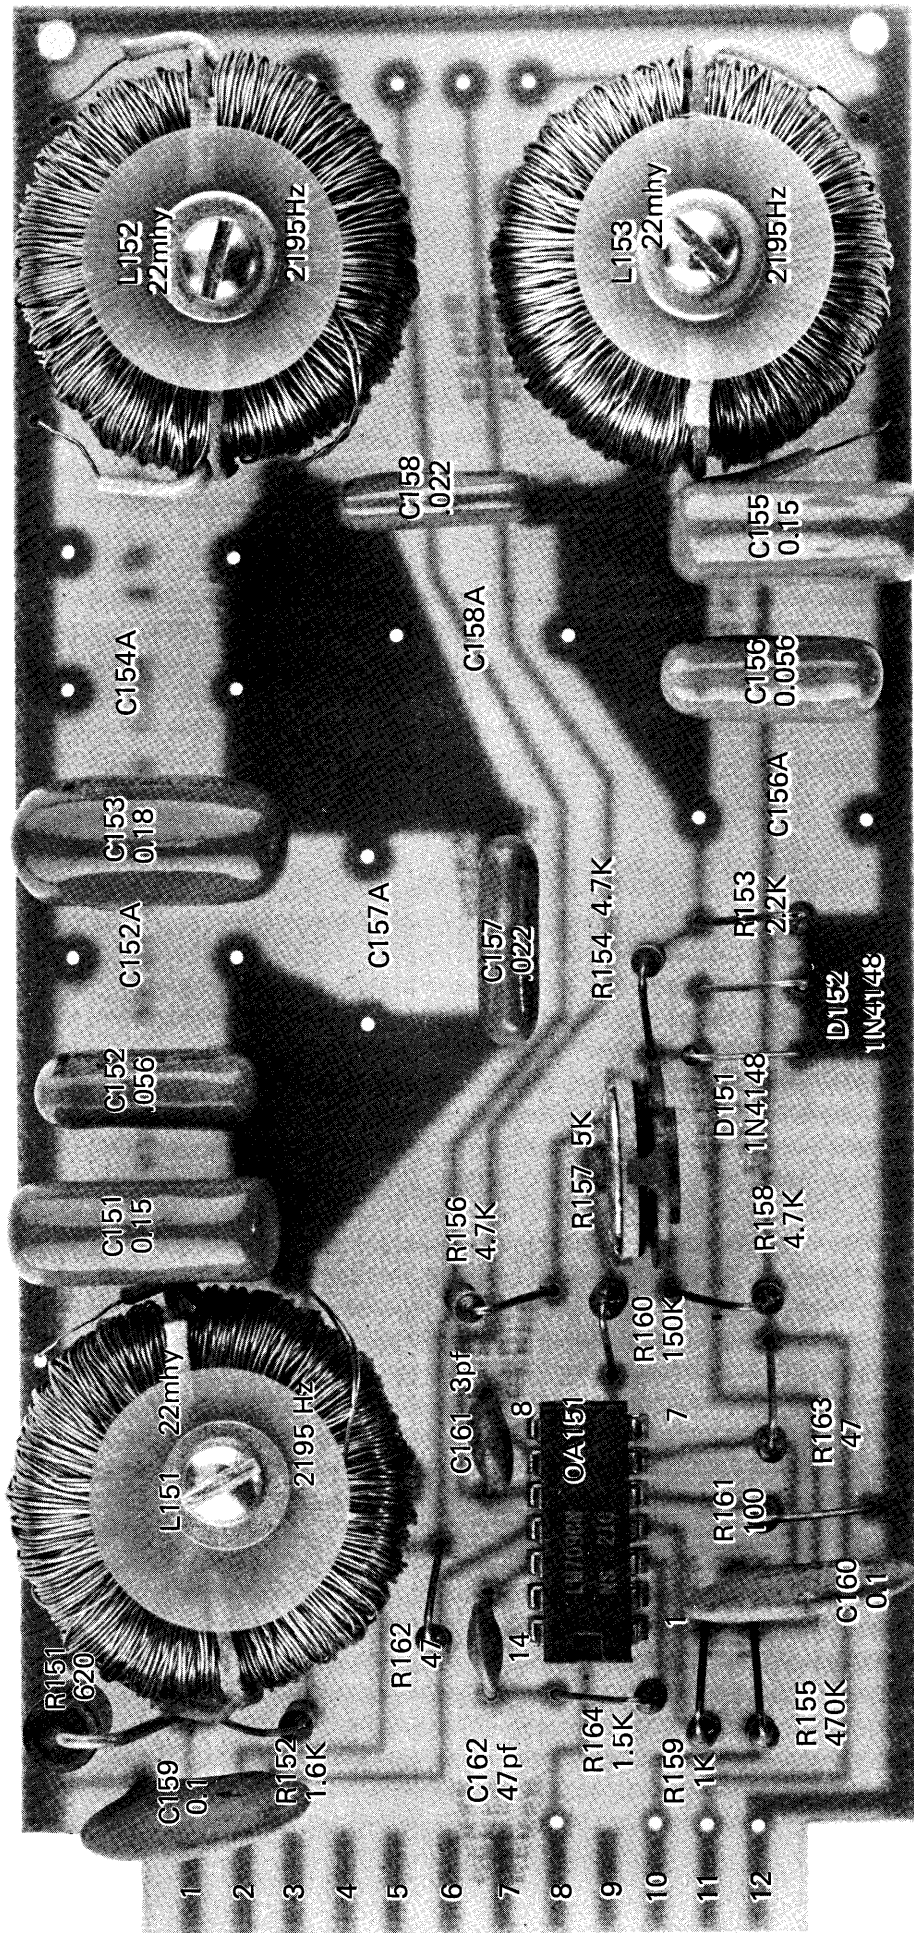 L152
22mhy
2195Hz
L153
22mhy
2195Hz
C158
.022
C155
0.15
C154A
C158A
C156
0.056
C153
0.18
C156A
C152A
C157A
C157
.022
R154 4.7K
R153
2.2K
D152
1N4148
C152
.056
D151
1N4148
C151
0.15
R156
4.7K
R157 5K
R158
4.7K
R160
150K
L151
22mhy
2195 Hz
C161 3pf
8
OA151
7
R163
47
R161
100
C160
0.1
R162
47
14
1
R151
620
C159
0.1
R152
1.6K
C162
47pf
R164
1.5K
R159
1K
R155
470K
1
2
3
4
5
6
7
8
9
10
11
12